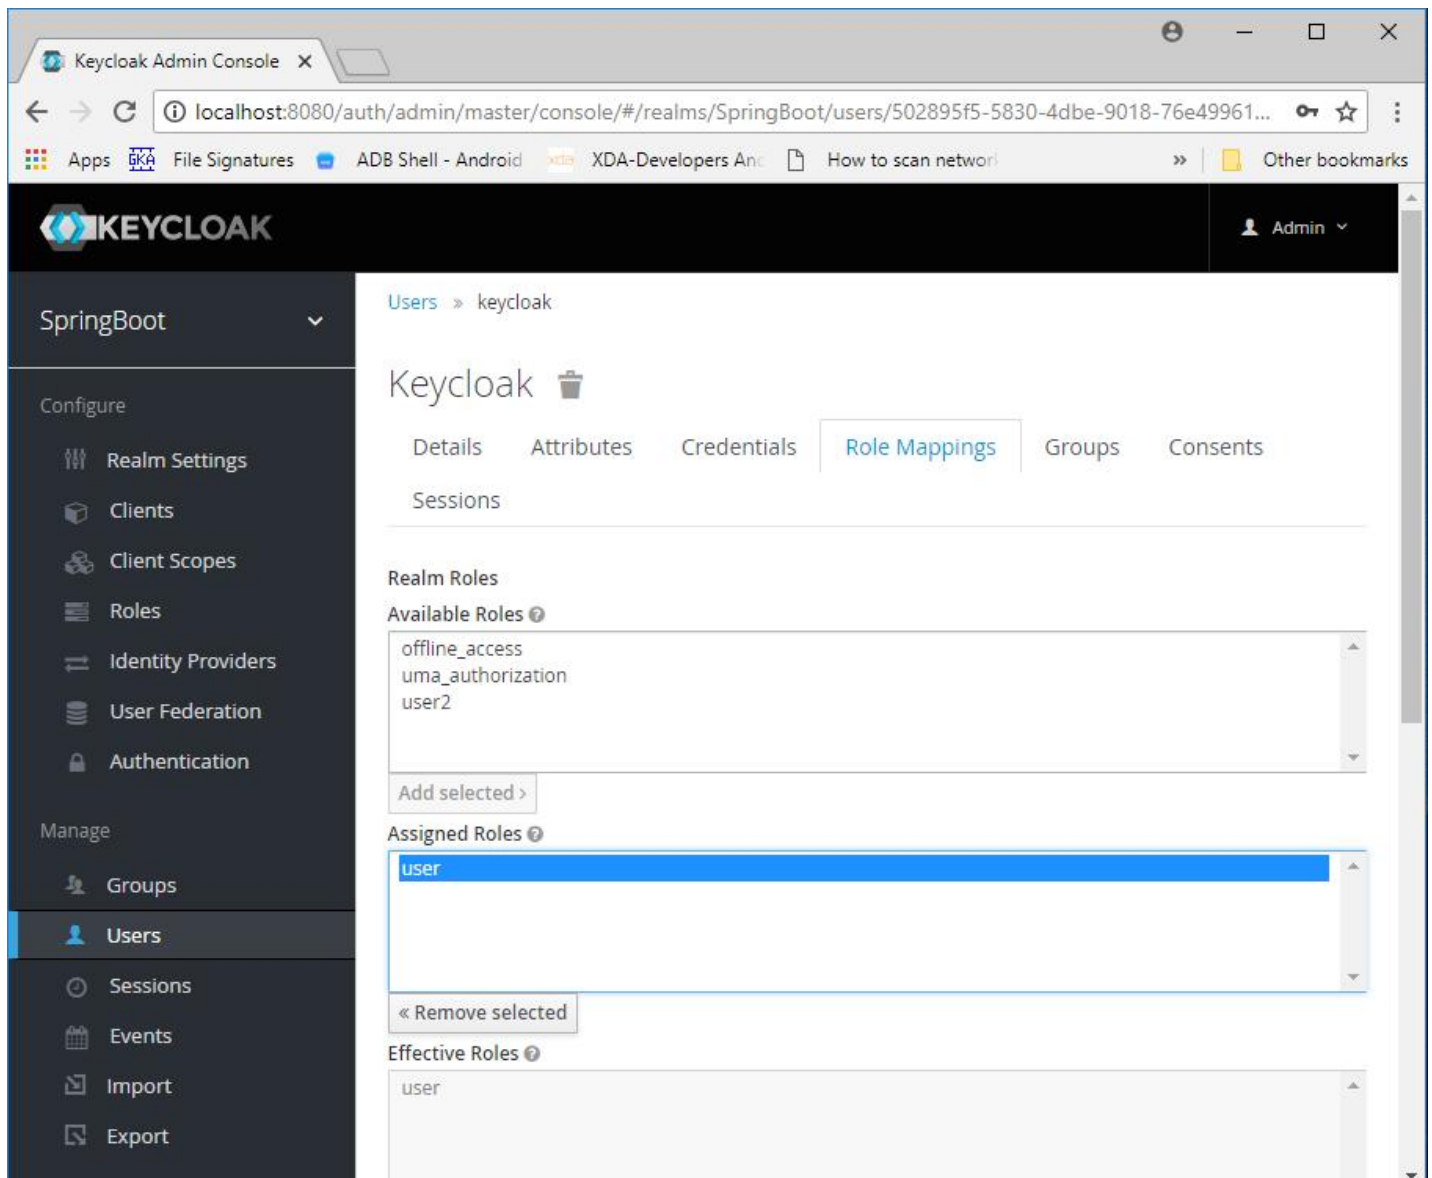 Keycloak Admin Console
localhost:8080/auth/admin/master/console/#/realms/SpringBoot/users/502895f5-5830-4dbe-9018-76e49961...
Apps GKA File Signatures ADB Shell - Android xda XDA-Developers An How to scan networ » Other bookmarks
KEYCLOAK
Admin
SpringBoot
Configure
Realm Settings
Clients
Client Scopes
Roles
Identity Providers
User Federation
Authentication
Manage
Groups
Users
Sessions
Events
Import
Export
Users » keycloak
Keycloak
Details Attributes Credentials Role Mappings Groups Consents
Sessions
Realm Roles
Available Roles
offline_access
uma_authorization
user2
Add selected ›
Assigned Roles
user
« Remove selected
Effective Roles
user